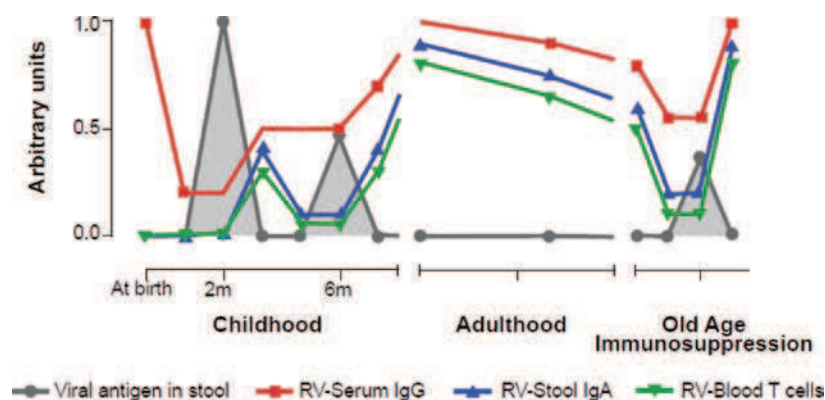 Arbitrary units
1.0
0.5
0.0
At birth 2m 6m
Childhood Adulthood Old Age
Immunosuppression
Viral antigen in stool RV-Serum IgG RV-Stool IgA RV-Blood T cells